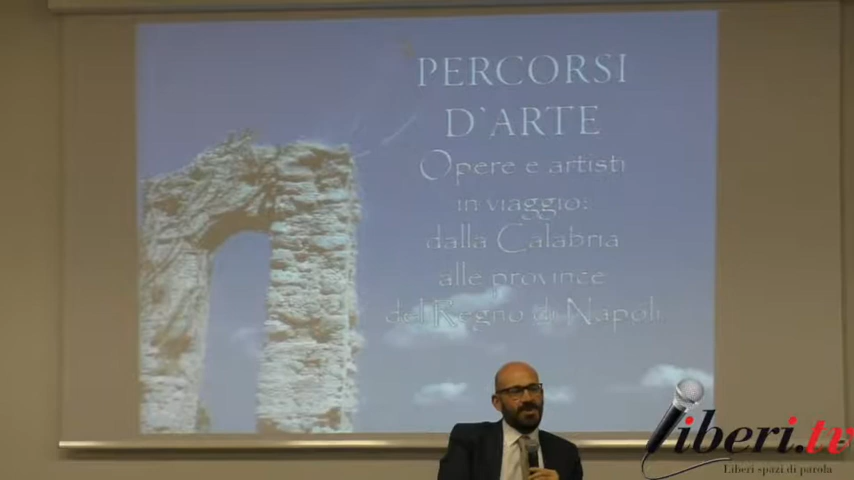 PERCORSI
D'ARTE
Opere e artisti
in viaggio:
dalla Calabria
alle province
del Regno di Napoli
liberi.tv
Liberi spazi di parola